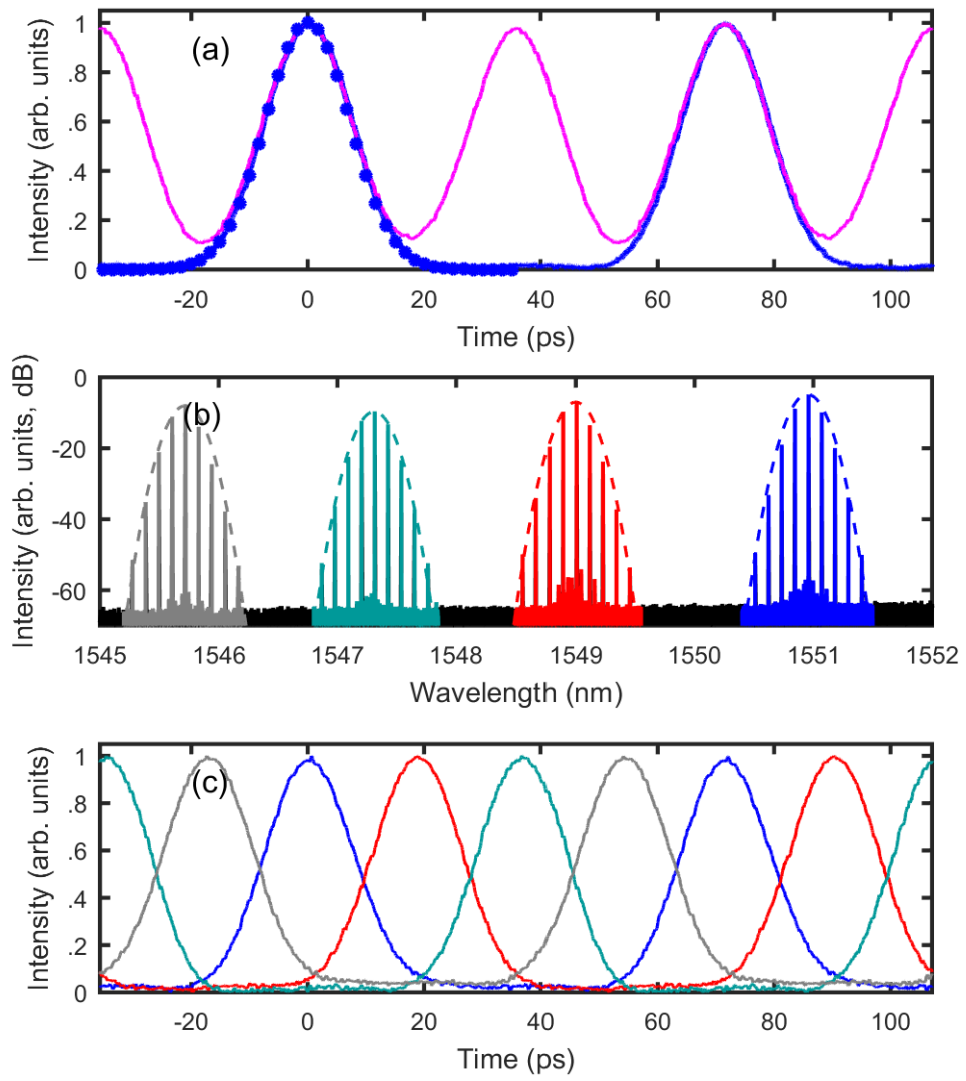 (a)
Intensity (arb. units)
1
.8
.6
.4
.2
0
-20 0 20 40 60 80 100
Time (ps)
(b)
Intensity (arb. units, dB)
0
-20
-40
-60
1545 1546 1547 1548 1549 1550 1551 1552
Wavelength (nm)
(c)
Intensity (arb. units)
1
.8
.6
.4
.2
0
-20 0 20 40 60 80 100
Time (ps)